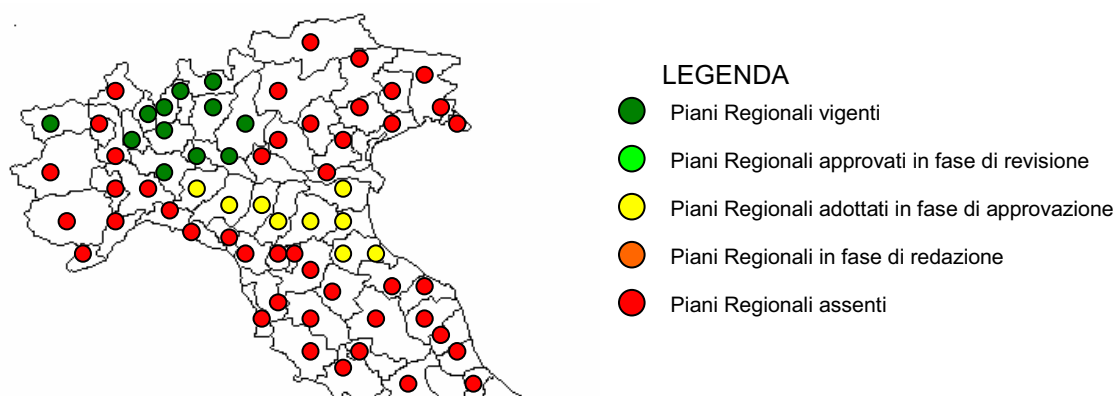 LEGENDA
Piani Regionali vigenti
Piani Regionali approvati in fase di revisione
Piani Regionali adottati in fase di approvazione
Piani Regionali in fase di redazione
Piani Regionali assenti